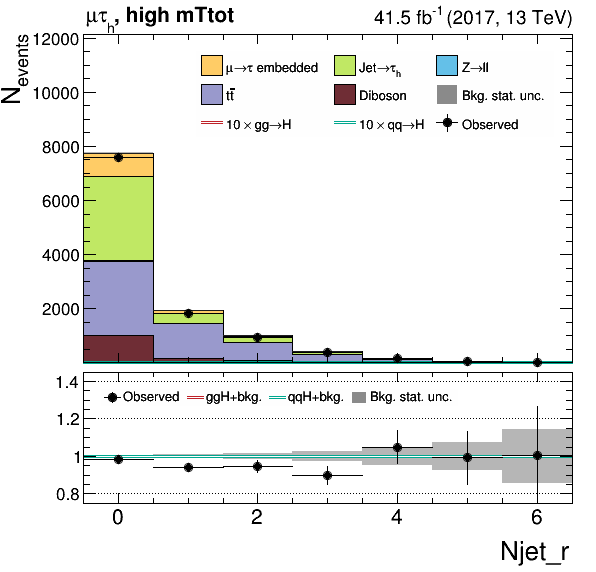 μτh, high mTtot 41.5 fb⁻¹ (2017, 13 TeV)
Nevents
12000
10000
8000
6000
4000
2000
μ→τ embedded Jet→τh Z→ll
tt̄ Diboson Bkg. stat. unc.
10 × gg→H 10 × qq→H Observed
1.4
1.2
1
0.8
Observed ggH+bkg. qqH+bkg. Bkg. stat. unc.
0 2 4 6
Njet_r